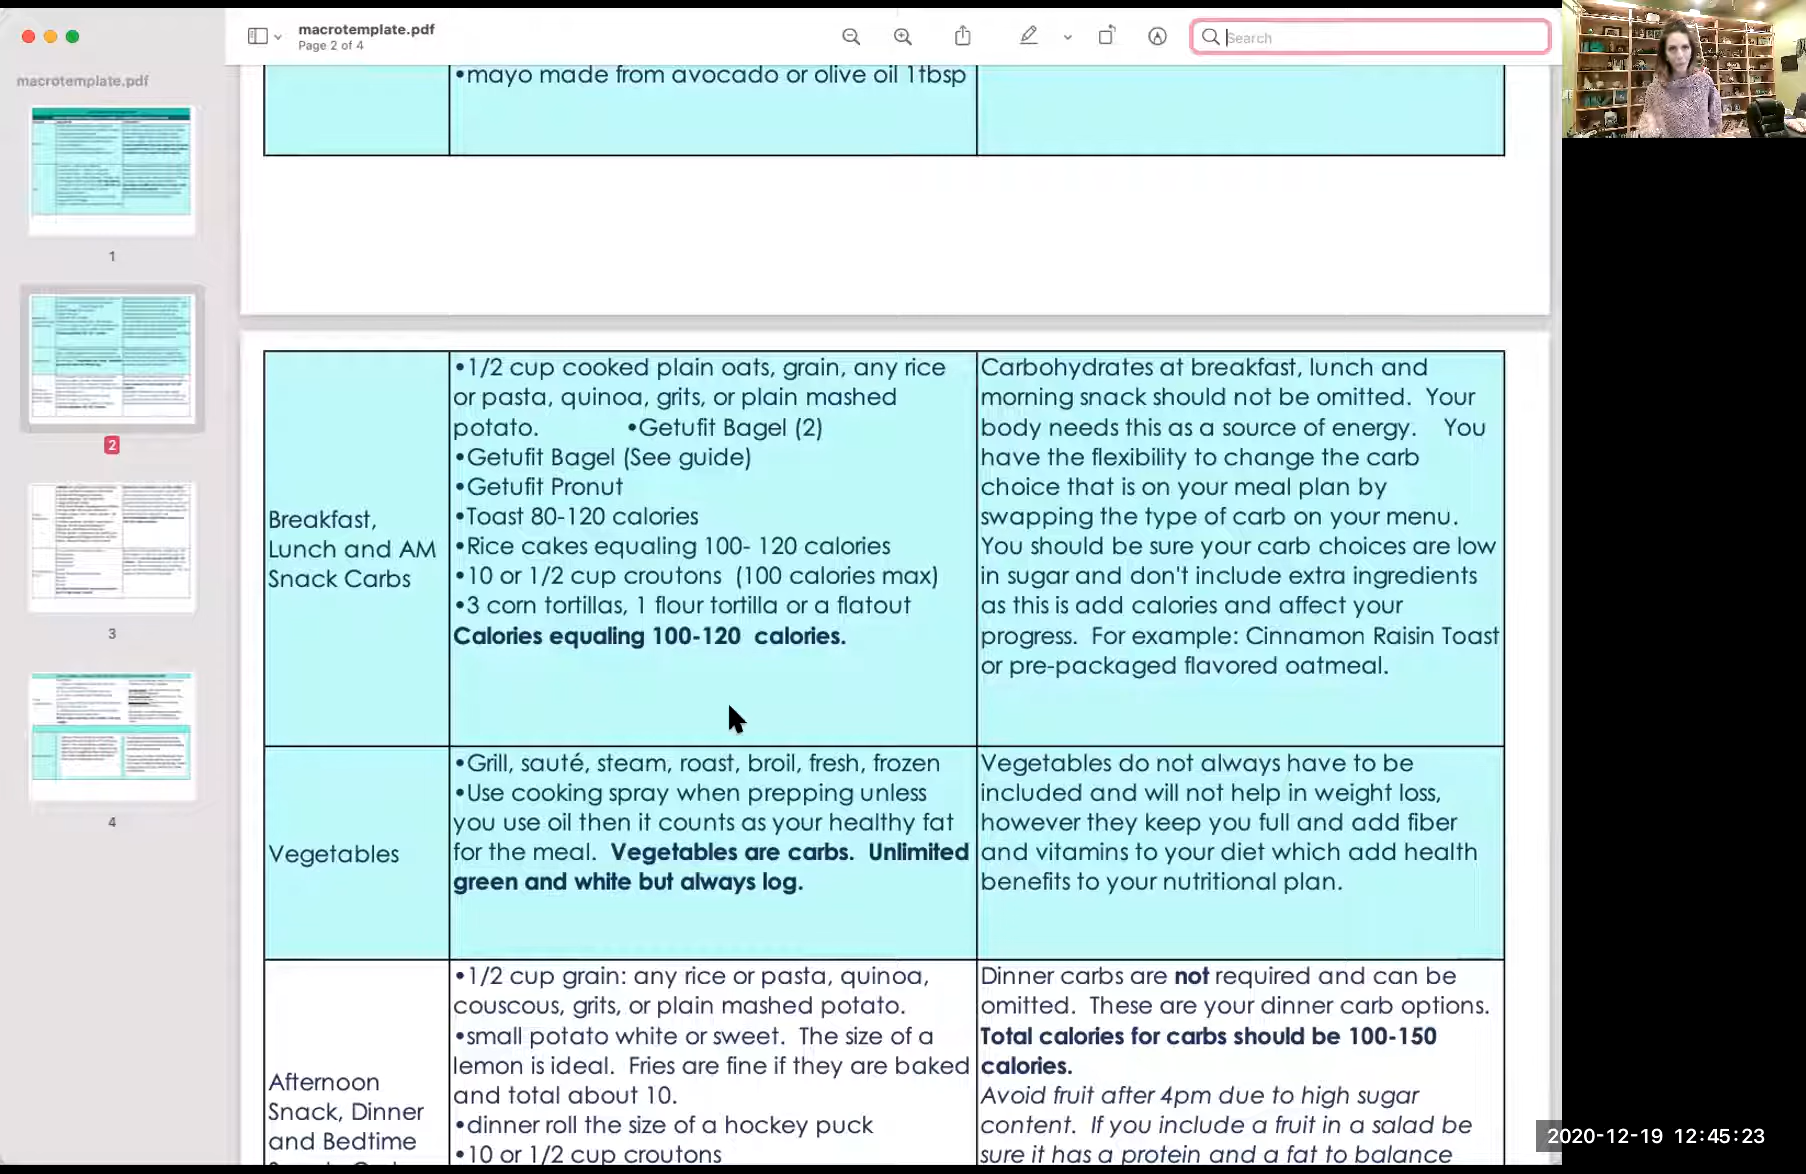 macrotemplate.pdf
Page 2 of 4
Search
macrotemplate.pdf
1
2
3
4
•mayo made from avocado or olive oil 1tbsp
Breakfast,
Lunch and AM
Snack Carbs
•1/2 cup cooked plain oats, grain, any rice
or pasta, quinoa, grits, or plain mashed
potato. •Getufit Bagel (2)
•Getufit Bagel (See guide)
•Getufit Pronut
•Toast 80-120 calories
•Rice cakes equaling 100- 120 calories
•10 or 1/2 cup croutons (100 calories max)
•3 corn tortillas, 1 flour tortilla or a flatout
Calories equaling 100-120 calories.
Carbohydrates at breakfast, lunch and
morning snack should not be omitted. Your
body needs this as a source of energy. You
have the flexibility to change the carb
choice that is on your meal plan by
swapping the type of carb on your menu.
You should be sure your carb choices are low
in sugar and don't include extra ingredients
as this is add calories and affect your
progress. For example: Cinnamon Raisin Toast
or pre-packaged flavored oatmeal.
Vegetables
•Grill, sauté, steam, roast, broil, fresh, frozen
•Use cooking spray when prepping unless
you use oil then it counts as your healthy fat
for the meal. Vegetables are carbs. Unlimited
green and white but always log.
Vegetables do not always have to be
included and will not help in weight loss,
however they keep you full and add fiber
and vitamins to your diet which add health
benefits to your nutritional plan.
Afternoon
Snack, Dinner
and Bedtime
•1/2 cup grain: any rice or pasta, quinoa,
couscous, grits, or plain mashed potato.
•small potato white or sweet. The size of a
lemon is ideal. Fries are fine if they are baked
and total about 10.
•dinner roll the size of a hockey puck
•10 or 1/2 cup croutons
Dinner carbs are not required and can be
omitted. These are your dinner carb options.
Total calories for carbs should be 100-150
calories.
Avoid fruit after 4pm due to high sugar
content. If you include a fruit in a salad be
sure it has a protein and a fat to balance
2020-12-19 12:45:23